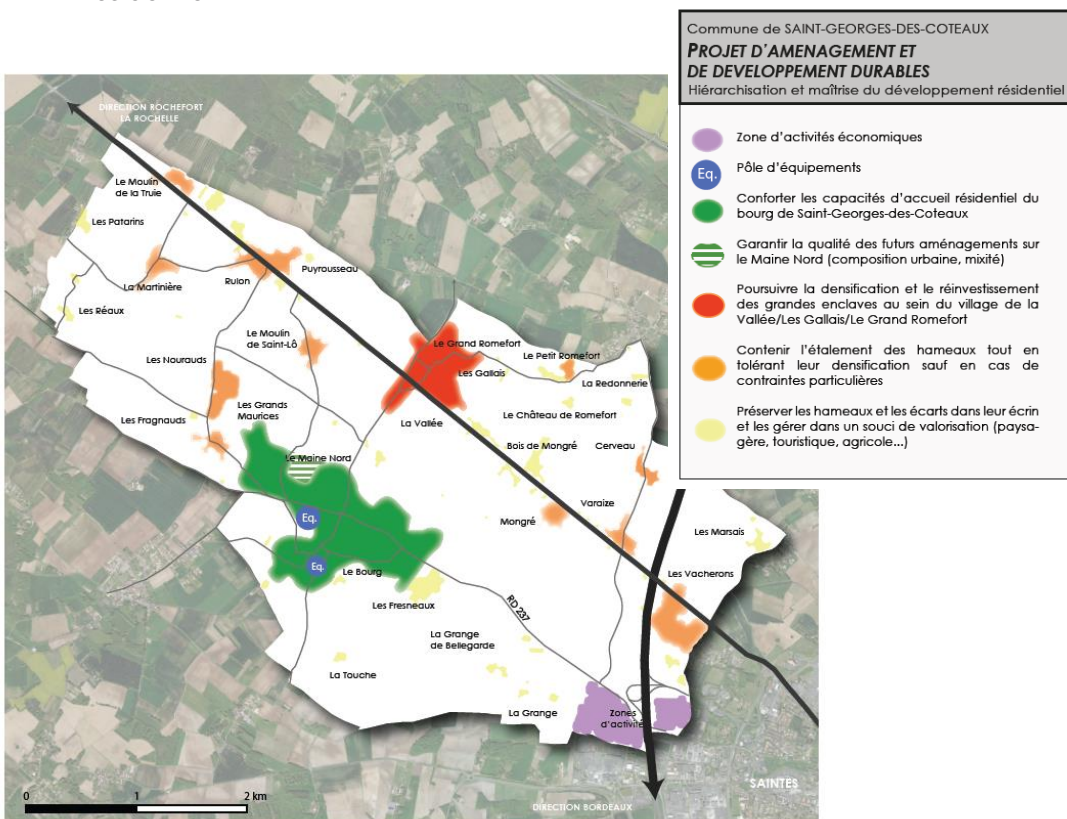 Commune de SAINT-GEORGES-DES-COTEAUX
PROJET D'AMENAGEMENT ET
DE DEVELOPPEMENT DURABLES
Hiérarchisation et maîtrise du développement résidentiel
Zone d'activités économiques
Eq.
Pôle d'équipements
Conforter les capacités d'accueil résidentiel du
bourg de Saint-Georges-des-Coteaux
Garantir la qualité des futurs aménagements sur
le Maine Nord (composition urbaine, mixité)
Poursuivre la densification et le réinvestissement
des grandes enclaves au sein du village de la
Vallée/Les Gallais/Le Grand Romefort
Contenir l'étalement des hameaux tout en
tolérant leur densification sauf en cas de
contraintes particulières
Préserver les hameaux et les écarts dans leur écrin
et les gérer dans un souci de valorisation (paysa-
gère, touristique, agricole...)
DIRECTION ROCHEFORT
LA ROCHELLE
Le Moulin
de la Truie
Les Patarins
La Martinière
Rulon
Puyrousseau
Les Réaux
Le Moulin
de Saint-Lô
Les Nourauds
Le Grand Romefort
Le Petit Romefort
Les Gallais
La Redonnerie
Les Grands
Maurices
Les Fragnauds
La Vallée
Le Château de Romefort
Bois de Mongré
Cerveau
Le Maine Nord
Varaize
Mongré
Eq.
Les Marsais
Eq.
Le Bourg
Les Vacherons
Les Fresneaux
RD 237
La Grange
de Bellegarde
La Touche
La Grange
Zones
d'activité
SAINTES
DIRECTION BORDEAUX
0 1 2 km